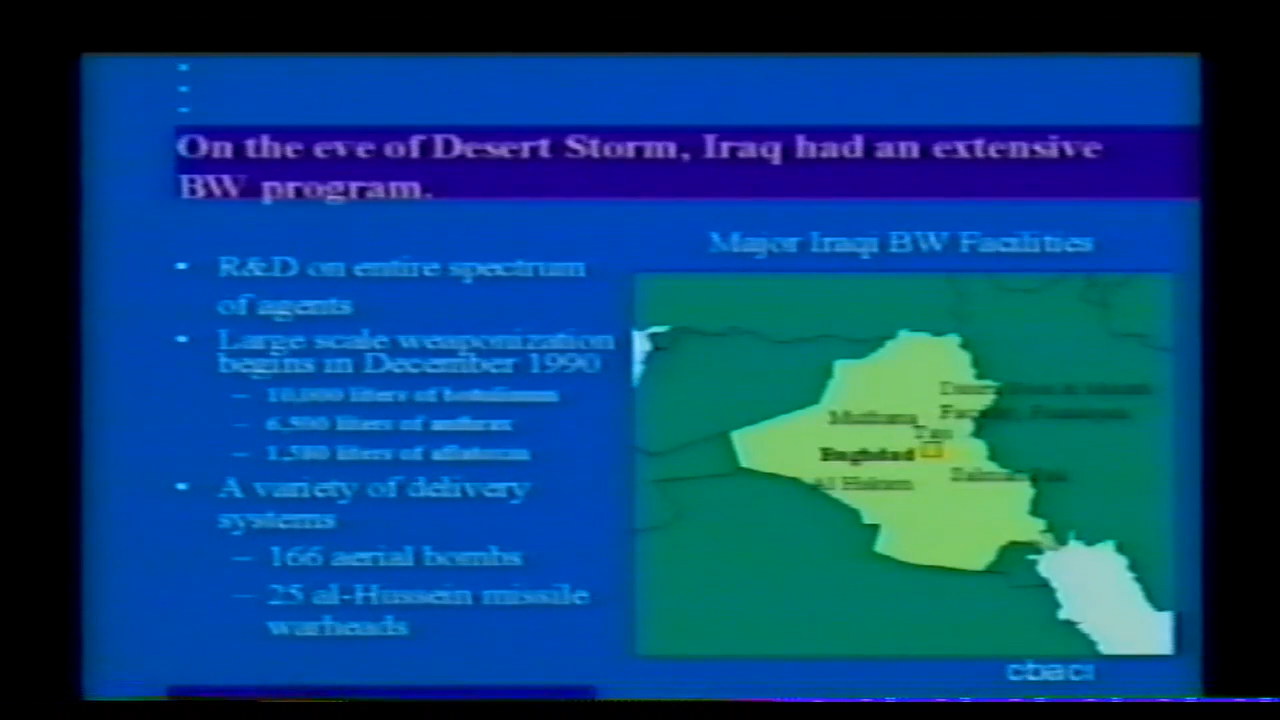 On the eve of Desert Storm, Iraq had an extensive
BW program.
• R&D on entire spectrum
of agents
• Large scale weaponization
begins in December 1990
– 10,000 liters of botulinum
– 6,500 liters of anthrax
– 1,580 liters of aflatoxin
• A variety of delivery
systems
– 166 aerial bombs
– 25 al-Hussein missile
warheads
Major Iraqi BW Facilities
Muthana
Baghdad
Al Hakam
Salman Pak
cbaci